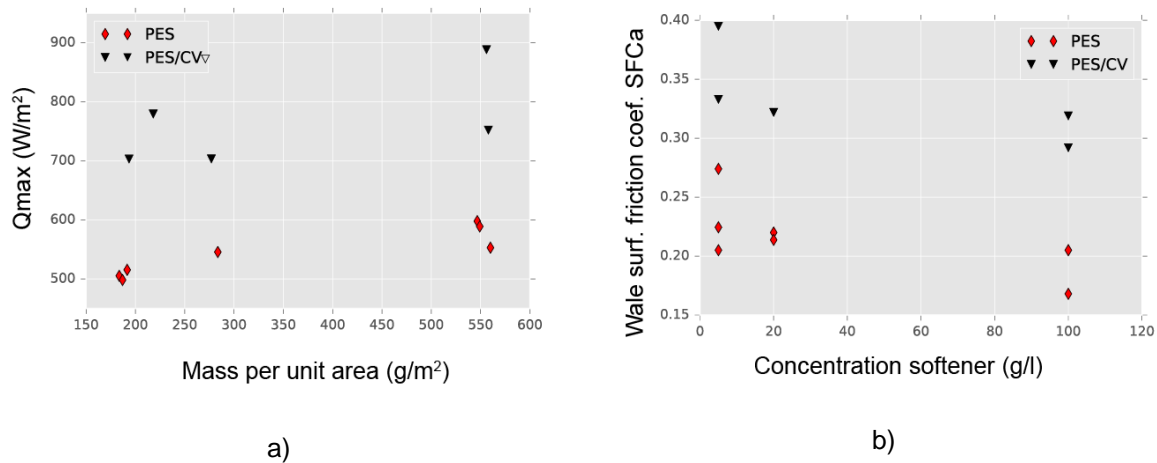 PES
PES/CV▽
900
800
700
600
500
150 200 250 300 350 400 450 500 550 600
Qmax (W/m²)
Mass per unit area (g/m²)
a)
PES
PES/CV
0.40
0.35
0.30
0.25
0.20
0.15
0 20 40 60 80 100 120
Wale surf. friction coef. SFCa
Concentration softener (g/l)
b)